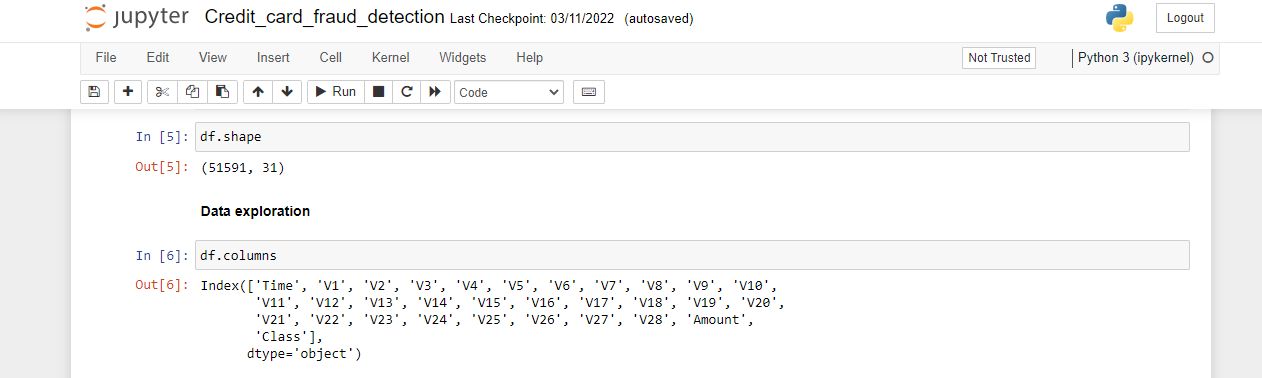 jupyter Credit_card_fraud_detection Last Checkpoint: 03/11/2022 (autosaved)
Logout
File Edit View Insert Cell Kernel Widgets Help Not Trusted Python 3 (ipykernel)
Run Code
In [5]: df.shape
Out[5]: (51591, 31)
Data exploration
In [6]: df.columns
Out[6]: Index(['Time', 'V1', 'V2', 'V3', 'V4', 'V5', 'V6', 'V7', 'V8', 'V9', 'V10',
'V11', 'V12', 'V13', 'V14', 'V15', 'V16', 'V17', 'V18', 'V19', 'V20',
'V21', 'V22', 'V23', 'V24', 'V25', 'V26', 'V27', 'V28', 'Amount',
'Class'],
dtype='object')